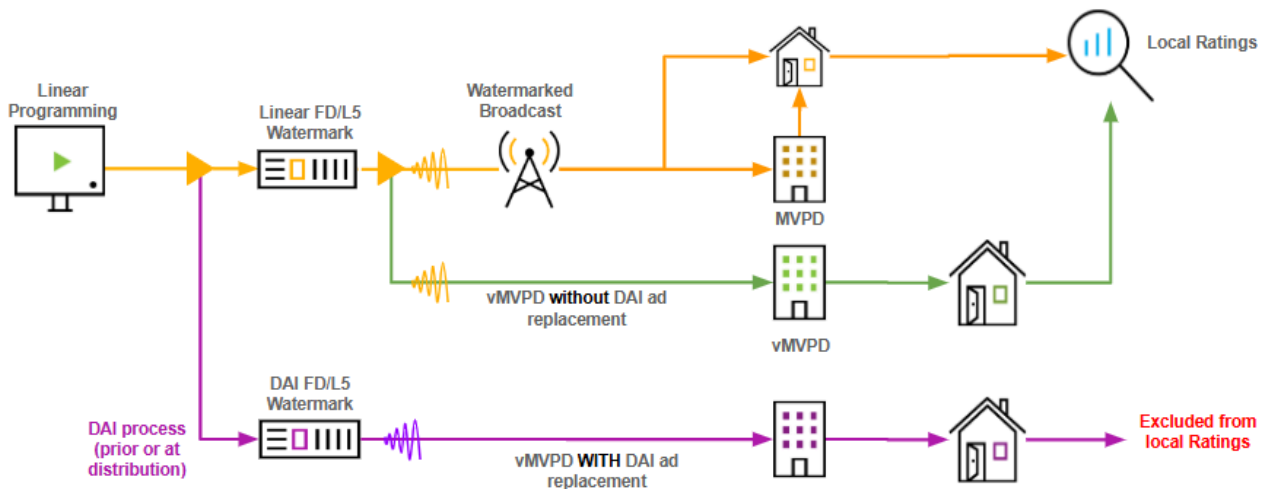 Linear
Programming
Linear FD/L5
Watermark
Watermarked
Broadcast
Local Ratings
MVPD
vMVPD without DAI ad
replacement
vMVPD
DAI FD/L5
Watermark
DAI process
(prior or at
distribution)
vMVPD WITH DAI ad
replacement
Excluded from
local Ratings